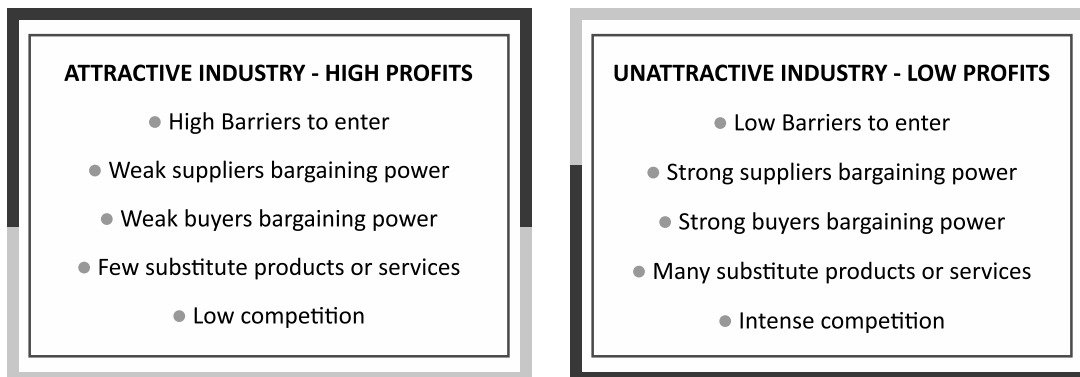 ATTRACTIVE INDUSTRY - HIGH PROFITS
High Barriers to enter
Weak suppliers bargaining power
Weak buyers bargaining power
Few substitute products or services
Low competition
UNATTRACTIVE INDUSTRY - LOW PROFITS
Low Barriers to enter
Strong suppliers bargaining power
Strong buyers bargaining power
Many substitute products or services
Intense competition